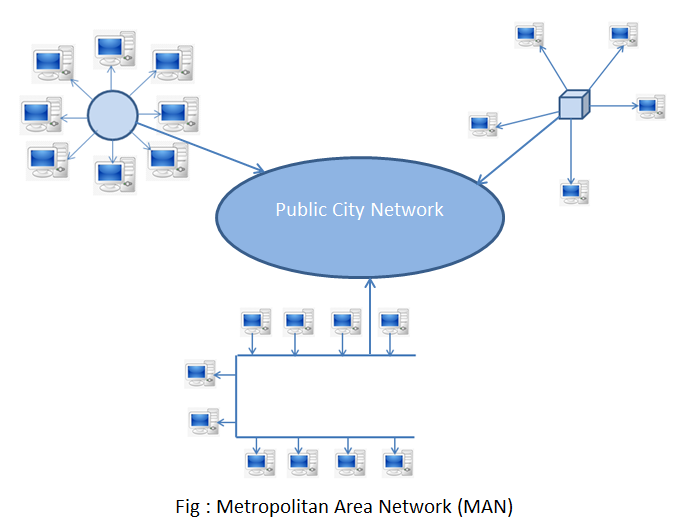 Public City Network
Fig : Metropolitan Area Network (MAN)